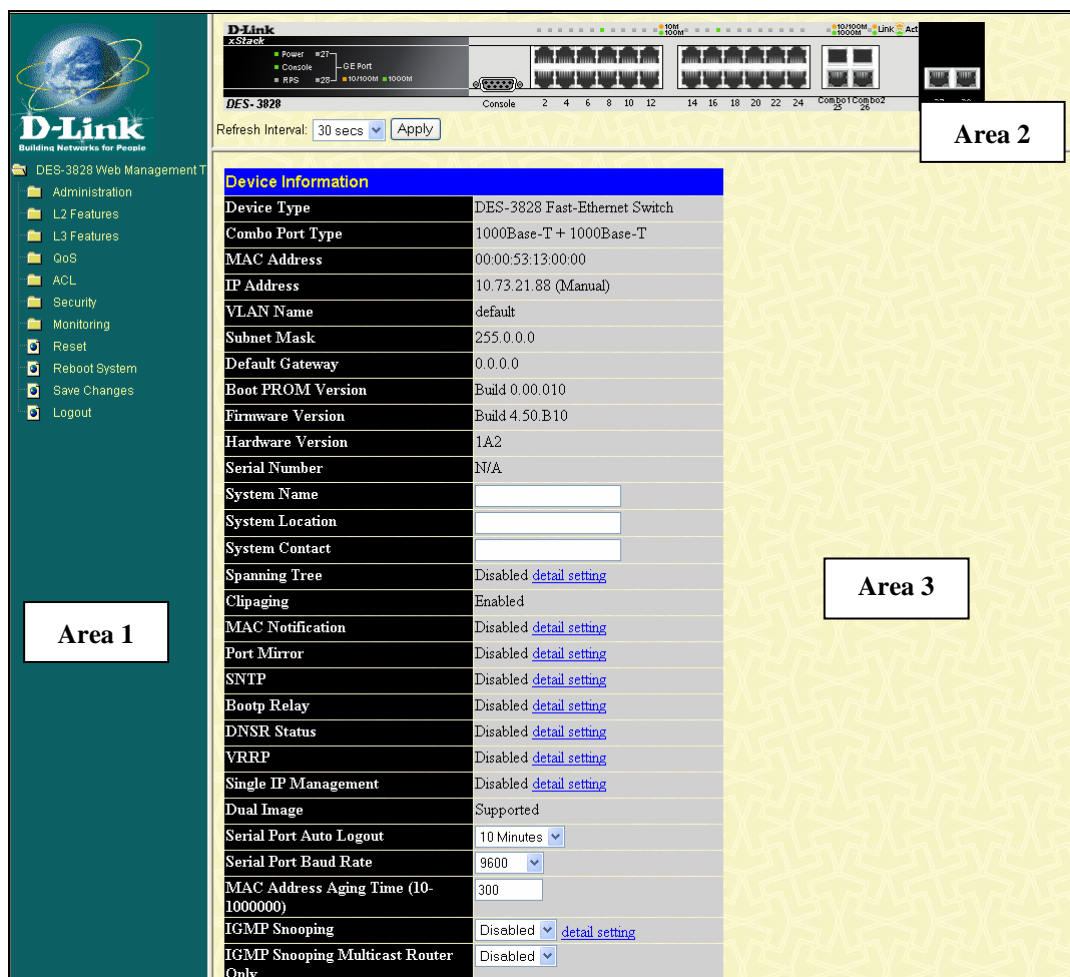 D-Link
Building Networks for People
DES-3828 Web Management T
Administration
L2 Features
L3 Features
QoS
ACL
Security
Monitoring
Reset
Reboot System
Save Changes
Logout
Area 1
D-Link
xStack
Power
Console
RPS
27
28
GE Port
10/100M 1000M
DES-3828
Console
2 4 6 8 10 12
14 16 18 20 22 24
Combo1 Combo2
25 26
10M
100M
10/100M
1000M
Link
Act
Refresh Interval: 30 secs Apply
Area 2
Device Information
Device Type DES-3828 Fast-Ethernet Switch
Combo Port Type 1000Base-T + 1000Base-T
MAC Address 00:00:53:13:00:00
IP Address 10.73.21.88 (Manual)
VLAN Name default
Subnet Mask 255.0.0.0
Default Gateway 0.0.0.0
Boot PROM Version Build 0.00.010
Firmware Version Build 4.50.B10
Hardware Version 1A2
Serial Number N/A
System Name
System Location
System Contact
Spanning Tree Disabled detail setting
Clipaging Enabled
MAC Notification Disabled detail setting
Port Mirror Disabled detail setting
SNTP Disabled detail setting
Bootp Relay Disabled detail setting
DNSR Status Disabled detail setting
VRRP Disabled detail setting
Single IP Management Disabled detail setting
Dual Image Supported
Serial Port Auto Logout 10 Minutes
Serial Port Baud Rate 9600
MAC Address Aging Time (10-
1000000) 300
IGMP Snooping Disabled detail setting
IGMP Snooping Multicast Router
Only Disabled
Area 3